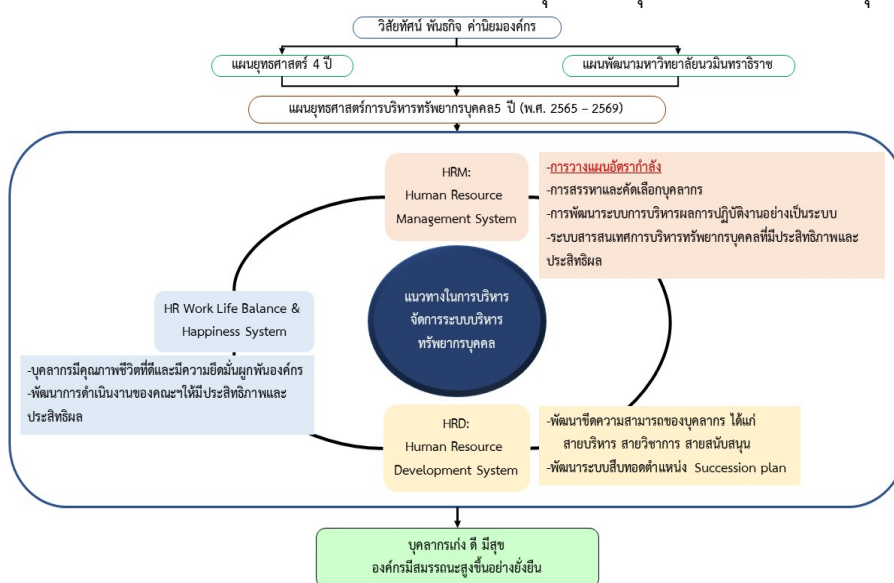 วิสัยทัศน์ พันธกิจ ค่านิยมองค์กร
แผนยุทธศาสตร์ 4 ปี
แผนพัฒนามหาวิทยาลัยนวมินทราธิราช
แผนยุทธศาสตร์การบริหารทรัพยากรบุคคล5 ปี (พ.ศ. 2565 – 2569)
HRM:
Human Resource
Management System
-การวางแผนอัตรากำลัง
-การสรรหาและคัดเลือกบุคลากร
-การพัฒนาระบบการบริหารผลการปฏิบัติงานอย่างเป็นระบบ
-ระบบสารสนเทศการบริหารทรัพยากรบุคคลที่มีประสิทธิภาพและ
ประสิทธิผล
แนวทางในการบริหาร
จัดการระบบบริหาร
ทรัพยากรบุคคล
HR Work Life Balance &
Happiness System
-บุคลากรมีคุณภาพชีวิตที่ดีและมีความยึดมั่นผูกพันองค์กร
-พัฒนาการดำเนินงานของคณะฯให้มีประสิทธิภาพและ
ประสิทธิผล
HRD:
Human Resource
Development System
-พัฒนาขีดความสามารถของบุคลากร ได้แก่
สายบริหาร สายวิชาการ สายสนับสนุน
-พัฒนาระบบสืบทอดตำแหน่ง Succession plan
บุคลากรเก่ง ดี มีสุข
องค์กรมีสมรรถนะสูงขึ้นอย่างยั่งยืน